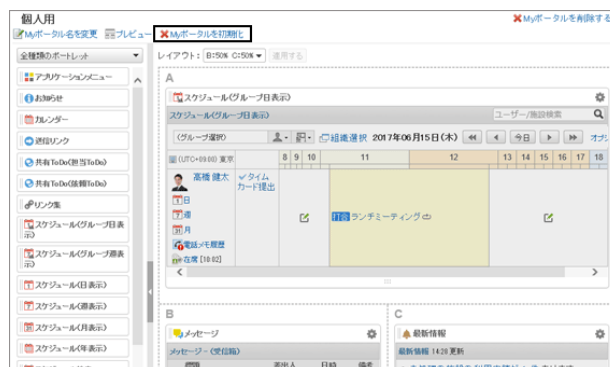 個人用
Myポータル名を変更 プレビュー Myポータルを初期化 Myポータルを削除する
全種類のポートレット
レイアウト: B:50% C:50% 適用する
アプリケーションメニュー
お知らせ
カレンダー
送信リンク
共有ToDo(担当ToDo)
共有ToDo(依頼ToDo)
リンク集
スケジュール(グループ日表示)
スケジュール(グループ週表示)
スケジュール(日表示)
スケジュール(週表示)
スケジュール(月表示)
スケジュール(年表示)
A
スケジュール(グループ日表示)
スケジュール(グループ日表示) ユーザー/施設検索
(グループ選択) 組織選択 2017年06月15日(木) 今日
(UTC+09:00) 東京 8 9 10 11 12 13 14 15 16 17 18
高橋 健太
日
週
月
電話メモ履歴
在席 [10:02]
タイムカード提出
打合 ランチミーティング
B
メッセージ
メッセージ - (受信箱)
標題 差出人 日時 備考
C
最新情報
最新情報 14:20 更新